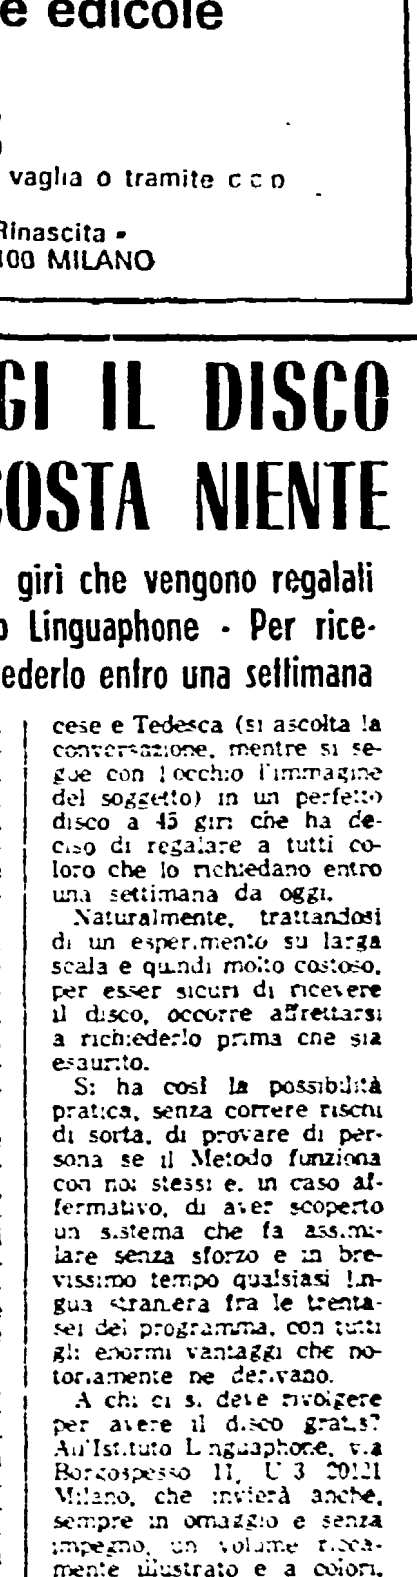 e edicole
vaglia o tramite c c p
Rinascita -
100 MILANO
GI IL DISCO
COSTA NIENTE
giri che vengono regalati
o Linguaphone - Per rice-
ederlo entro una settimana
cese e Tedesca (si ascolta la
conversazione, mentre si se-
gue con l'occhio l'immagine
del soggetto) in un perfetto
disco a 45 giri che ha de-
ciso di regalare a tutti co-
loro che lo richiedano entro
una settimana da oggi.
Naturalmente, trattandosi
di un esperimento su larga
scala e quindi molto costoso,
per esser sicuri di ricevere
il disco, occorre affrettarsi
a richiederlo prima che sia
esaurito.
Si ha così la possibilità
pratica, senza correre rischi
di sorta, di provare di per-
sona se il Metodo funziona
con noi stessi e, in caso af-
fermativo, di aver scoperto
un sistema che fa assimi-
lare senza sforzo e in bre-
vissimo tempo qualsiasi lin-
gua straniera fra le trenta-
sei del programma, con tutti
gli enormi vantaggi che no-
toriamente ne derivano.
A chi ci si deve rivolgere
per avere il disco gratis?
All'Istituto Linguaphone, via
Borgospesso 11, U 3 20121
Milano, che invierà anche,
sempre in omaggio e senza
impegno, un volume ricca-
mente illustrato e a colori,